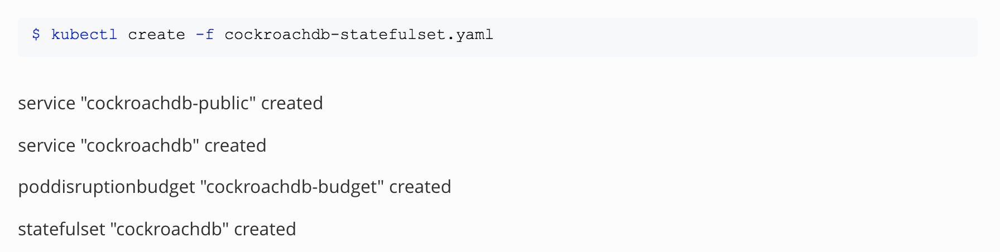 $ kubectl create -f cockroachdb-statefulset.yaml
service "cockroachdb-public" created
service "cockroachdb" created
poddisruptionbudget "cockroachdb-budget" created
statefulset "cockroachdb" created